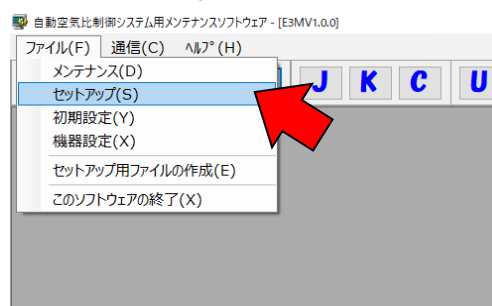 自動空気比制御システム用メンテナンスソフトウェア - [E3MV1.0.0]
ファイル(F) 通信(C) ﾍﾙﾌﾟ(H)
J K C U
メンテナンス(D)
セットアップ(S)
初期設定(Y)
機器設定(X)
セットアップ用ファイルの作成(E)
このソフトウェアの終了(X)